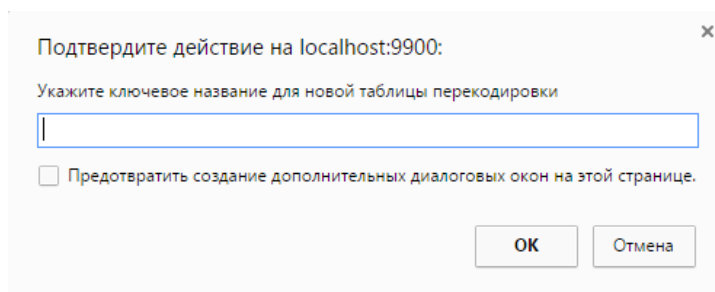 Подтвердите действие на localhost:9900:
Укажите ключевое название для новой таблицы перекодировки
Предотвратить создание дополнительных диалоговых окон на этой странице.
ОК
Отмена